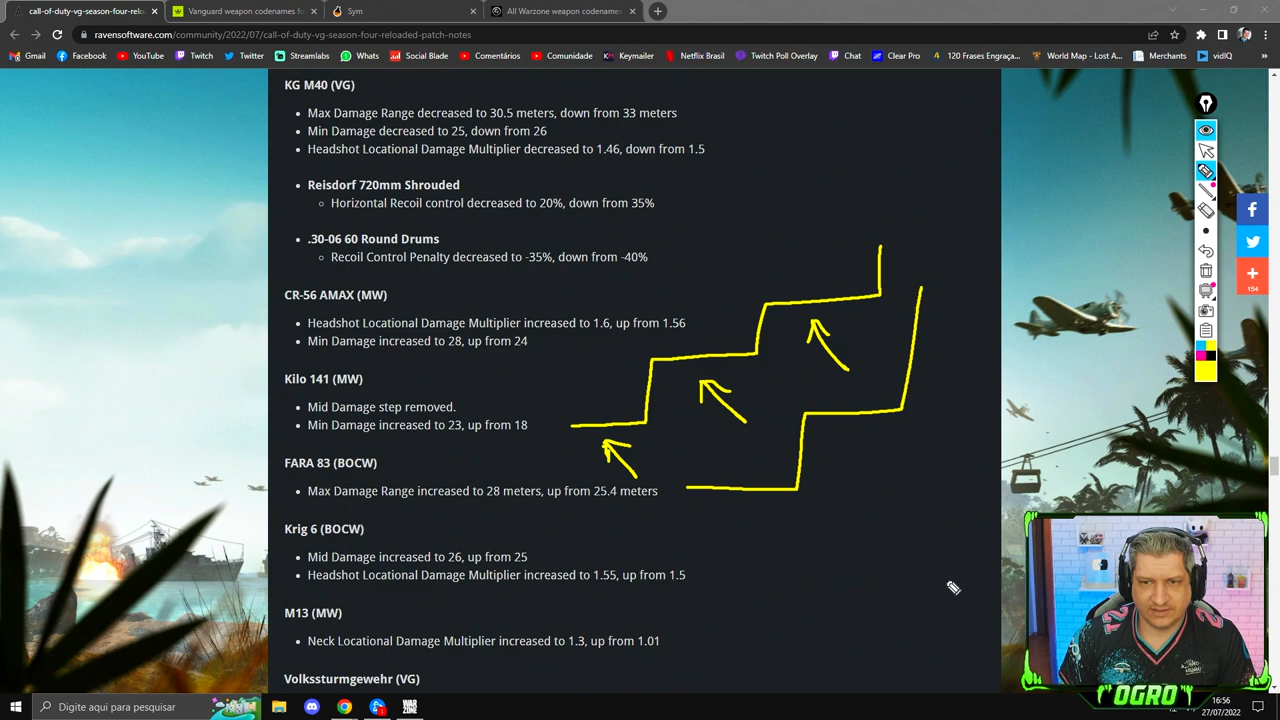 call-of-duty-vg-season-four-relo
Vanguard weapon codenames fo
Sym
All Warzone weapon codenames
ravensoftware.com/community/2022/07/call-of-duty-vg-season-four-reloaded-patch-notes
Gmail
Facebook
YouTube
Twitch
Twitter
Streamlabs
Whats
Social Blade
Comentários
Comunidade
Keymailer
Netflix Brasil
Twitch Poll Overlay
Chat
Clear Pro
120 Frases Engraça...
World Map - Lost A...
Merchants
vidIQ
KG M40 (VG)
Max Damage Range decreased to 30.5 meters, down from 33 meters
Min Damage decreased to 25, down from 26
Headshot Locational Damage Multiplier decreased to 1.46, down from 1.5
Reisdorf 720mm Shrouded
Horizontal Recoil control decreased to 20%, down from 35%
.30-06 60 Round Drums
Recoil Control Penalty decreased to -35%, down from -40%
CR-56 AMAX (MW)
Headshot Locational Damage Multiplier increased to 1.6, up from 1.56
Min Damage increased to 28, up from 24
Kilo 141 (MW)
Mid Damage step removed.
Min Damage increased to 23, up from 18
FARA 83 (BOCW)
Max Damage Range increased to 28 meters, up from 25.4 meters
Krig 6 (BOCW)
Mid Damage increased to 26, up from 25
Headshot Locational Damage Multiplier increased to 1.55, up from 1.5
M13 (MW)
Neck Locational Damage Multiplier increased to 1.3, up from 1.01
Volkssturmgewehr (VG)
154
OGRO
Digite aqui para pesquisar
WAR
ZONE
16:56
27/07/2022